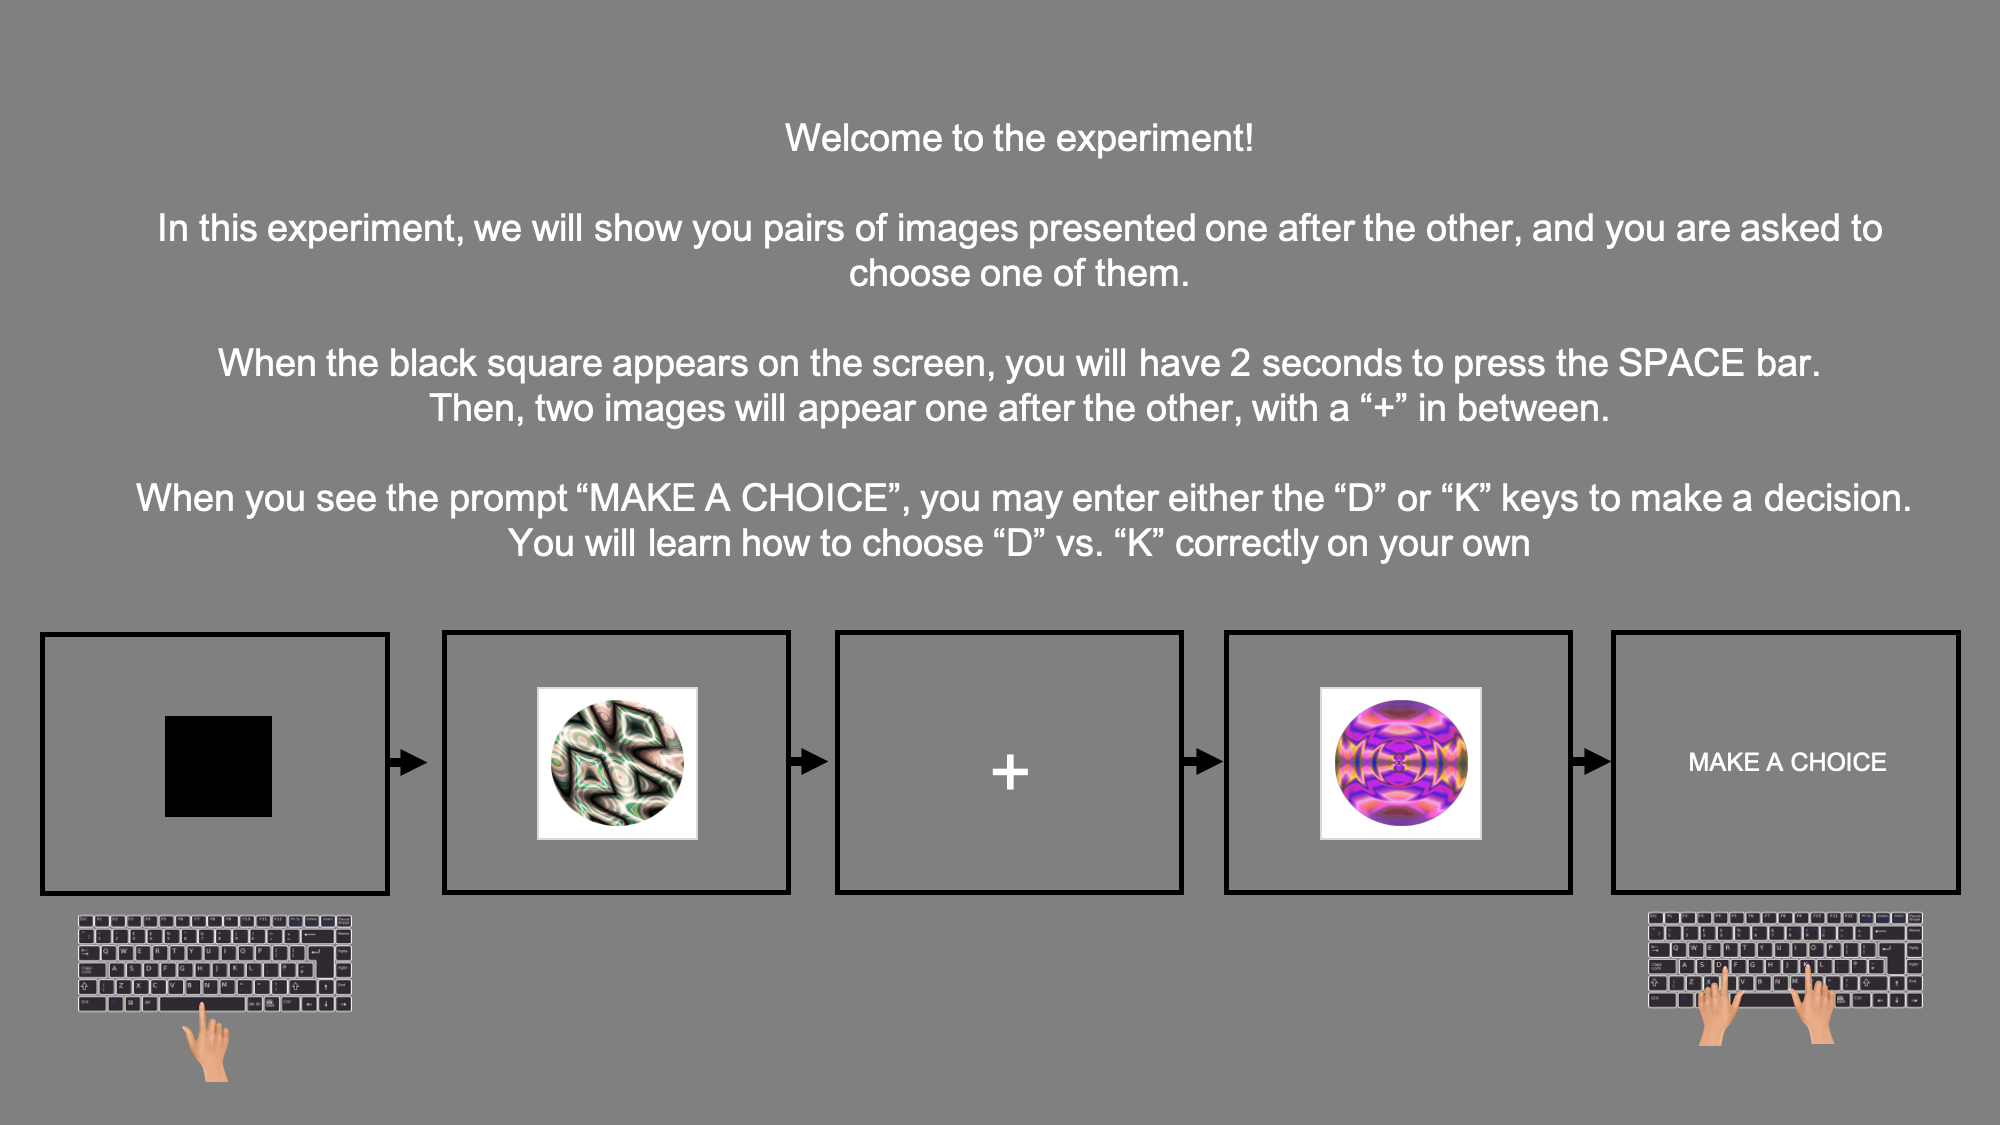 Welcome to the experiment!
In this experiment, we will show you pairs of images presented one after the other, and you are asked to
choose one of them.
When the black square appears on the screen, you will have 2 seconds to press the SPACE bar.
Then, two images will appear one after the other, with a “+” in between.
When you see the prompt “MAKE A CHOICE”, you may enter either the “D” or “K” keys to make a decision.
You will learn how to choose “D” vs. “K” correctly on your own
+
MAKE A CHOICE